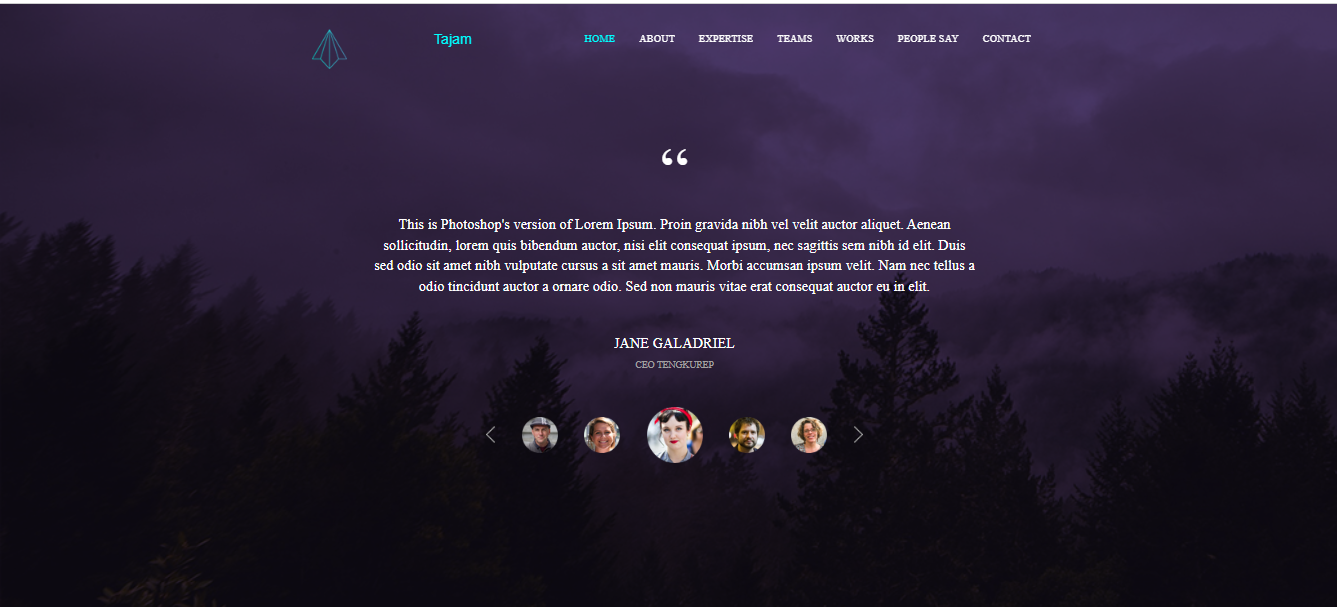 Tajam
HOME ABOUT EXPERTISE TEAMS WORKS PEOPLE SAY CONTACT
“
This is Photoshop's version of Lorem Ipsum. Proin gravida nibh vel velit auctor aliquet. Aenean
sollicitudin, lorem quis bibendum auctor, nisi elit consequat ipsum, nec sagittis sem nibh id elit. Duis
sed odio sit amet nibh vulputate cursus a sit amet mauris. Morbi accumsan ipsum velit. Nam nec tellus a
odio tincidunt auctor a ornare odio. Sed non mauris vitae erat consequat auctor eu in elit.
JANE GALADRIEL
CEO TENGKUREP